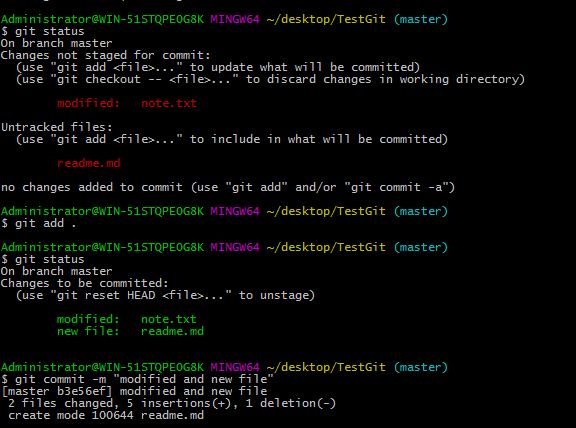 Administrator@WIN-51STQPEOG8K MINGW64 ~/desktop/TestGit (master)
$ git status
On branch master
Changes not staged for commit:
  (use "git add <file>..." to update what will be committed)
  (use "git checkout -- <file>..." to discard changes in working directory)

        modified:   note.txt

Untracked files:
  (use "git add <file>..." to include in what will be committed)

        readme.md

no changes added to commit (use "git add" and/or "git commit -a")

Administrator@WIN-51STQPEOG8K MINGW64 ~/desktop/TestGit (master)
$ git add .

Administrator@WIN-51STQPEOG8K MINGW64 ~/desktop/TestGit (master)
$ git status
On branch master
Changes to be committed:
  (use "git reset HEAD <file>..." to unstage)

        modified:   note.txt
        new file:   readme.md

Administrator@WIN-51STQPEOG8K MINGW64 ~/desktop/TestGit (master)
$ git commit -m "modified and new file"
[master b3e56ef] modified and new file
 2 files changed, 5 insertions(+), 1 deletion(-)
 create mode 100644 readme.md